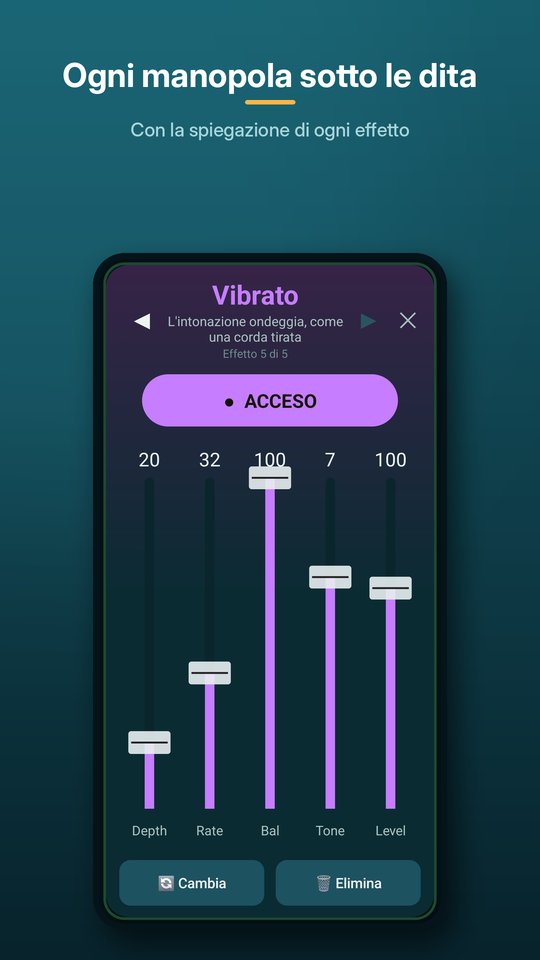 Ogni manopola sotto le dita
Con la spiegazione di ogni effetto
Vibrato
L'intonazione ondeggia, come
una corda tirata
Effetto 5 di 5
ACCESO
20 32 100 7 100
Depth Rate Bal Tone Level
Cambia Elimina